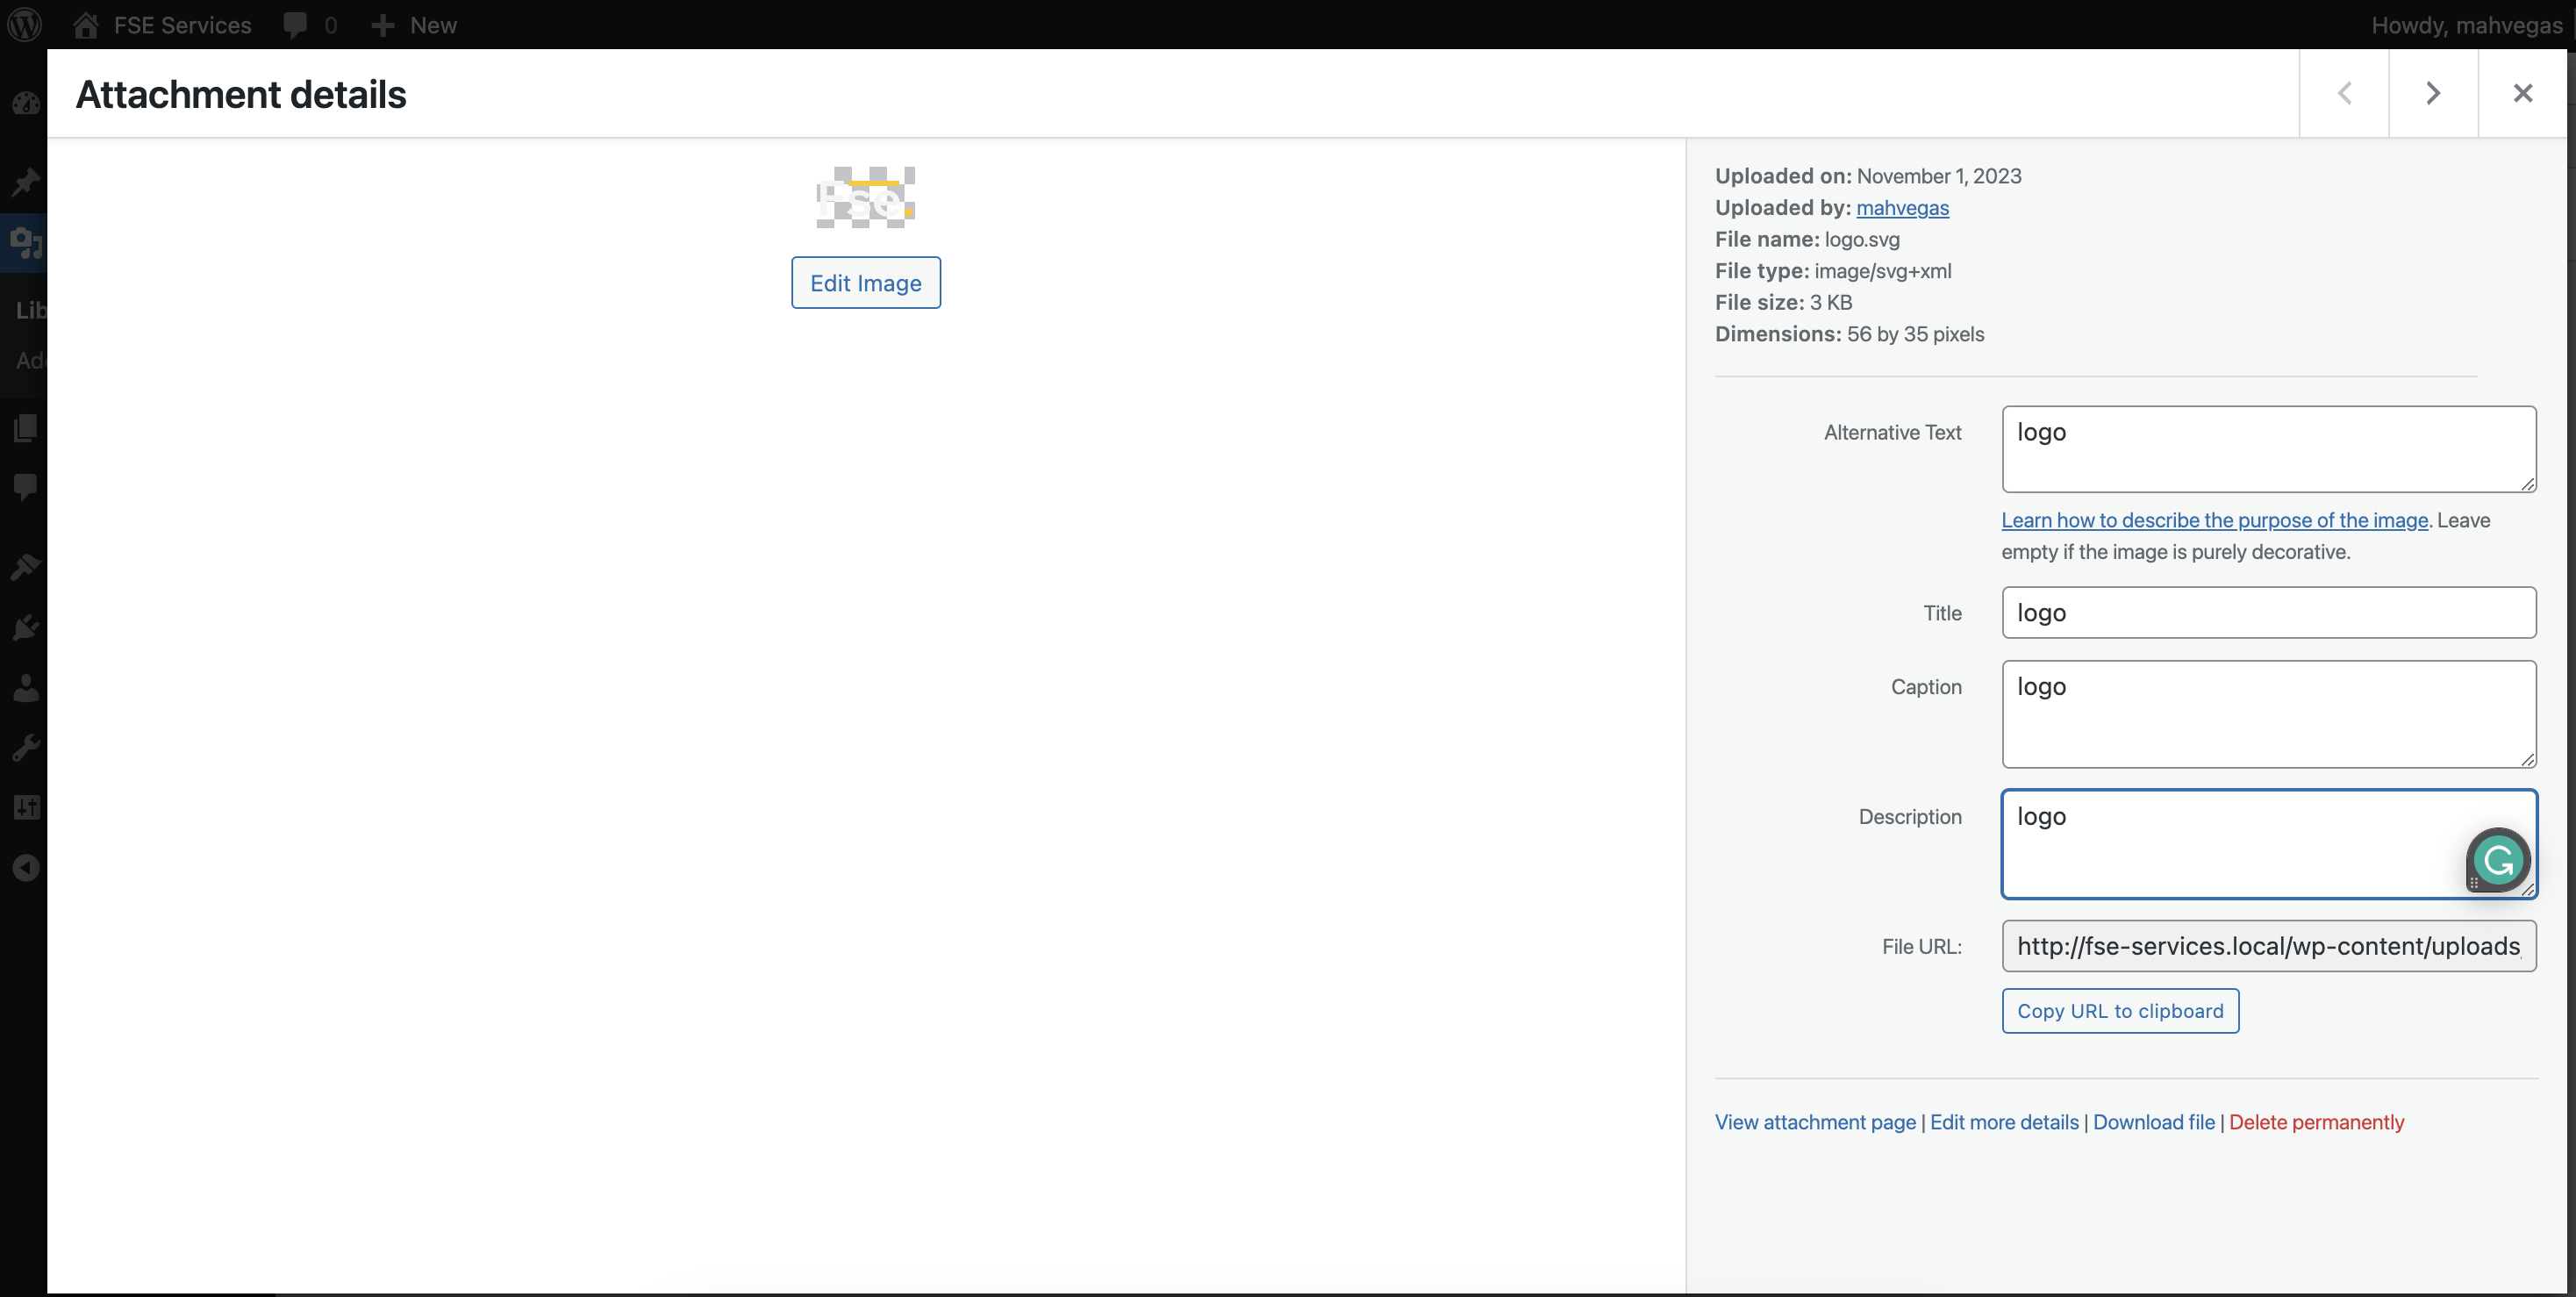 FSE Services 0 New Howdy, mahvegas
Attachment details
Fse.
Edit Image
Uploaded on: November 1, 2023
Uploaded by: mahvegas
File name: logo.svg
File type: image/svg+xml
File size: 3 KB
Dimensions: 56 by 35 pixels
Alternative Text logo
Learn how to describe the purpose of the image. Leave
empty if the image is purely decorative.
Title logo
Caption logo
Description logo
File URL: http://fse-services.local/wp-content/uploads
Copy URL to clipboard
View attachment page | Edit more details | Download file | Delete permanently
Lib
Add